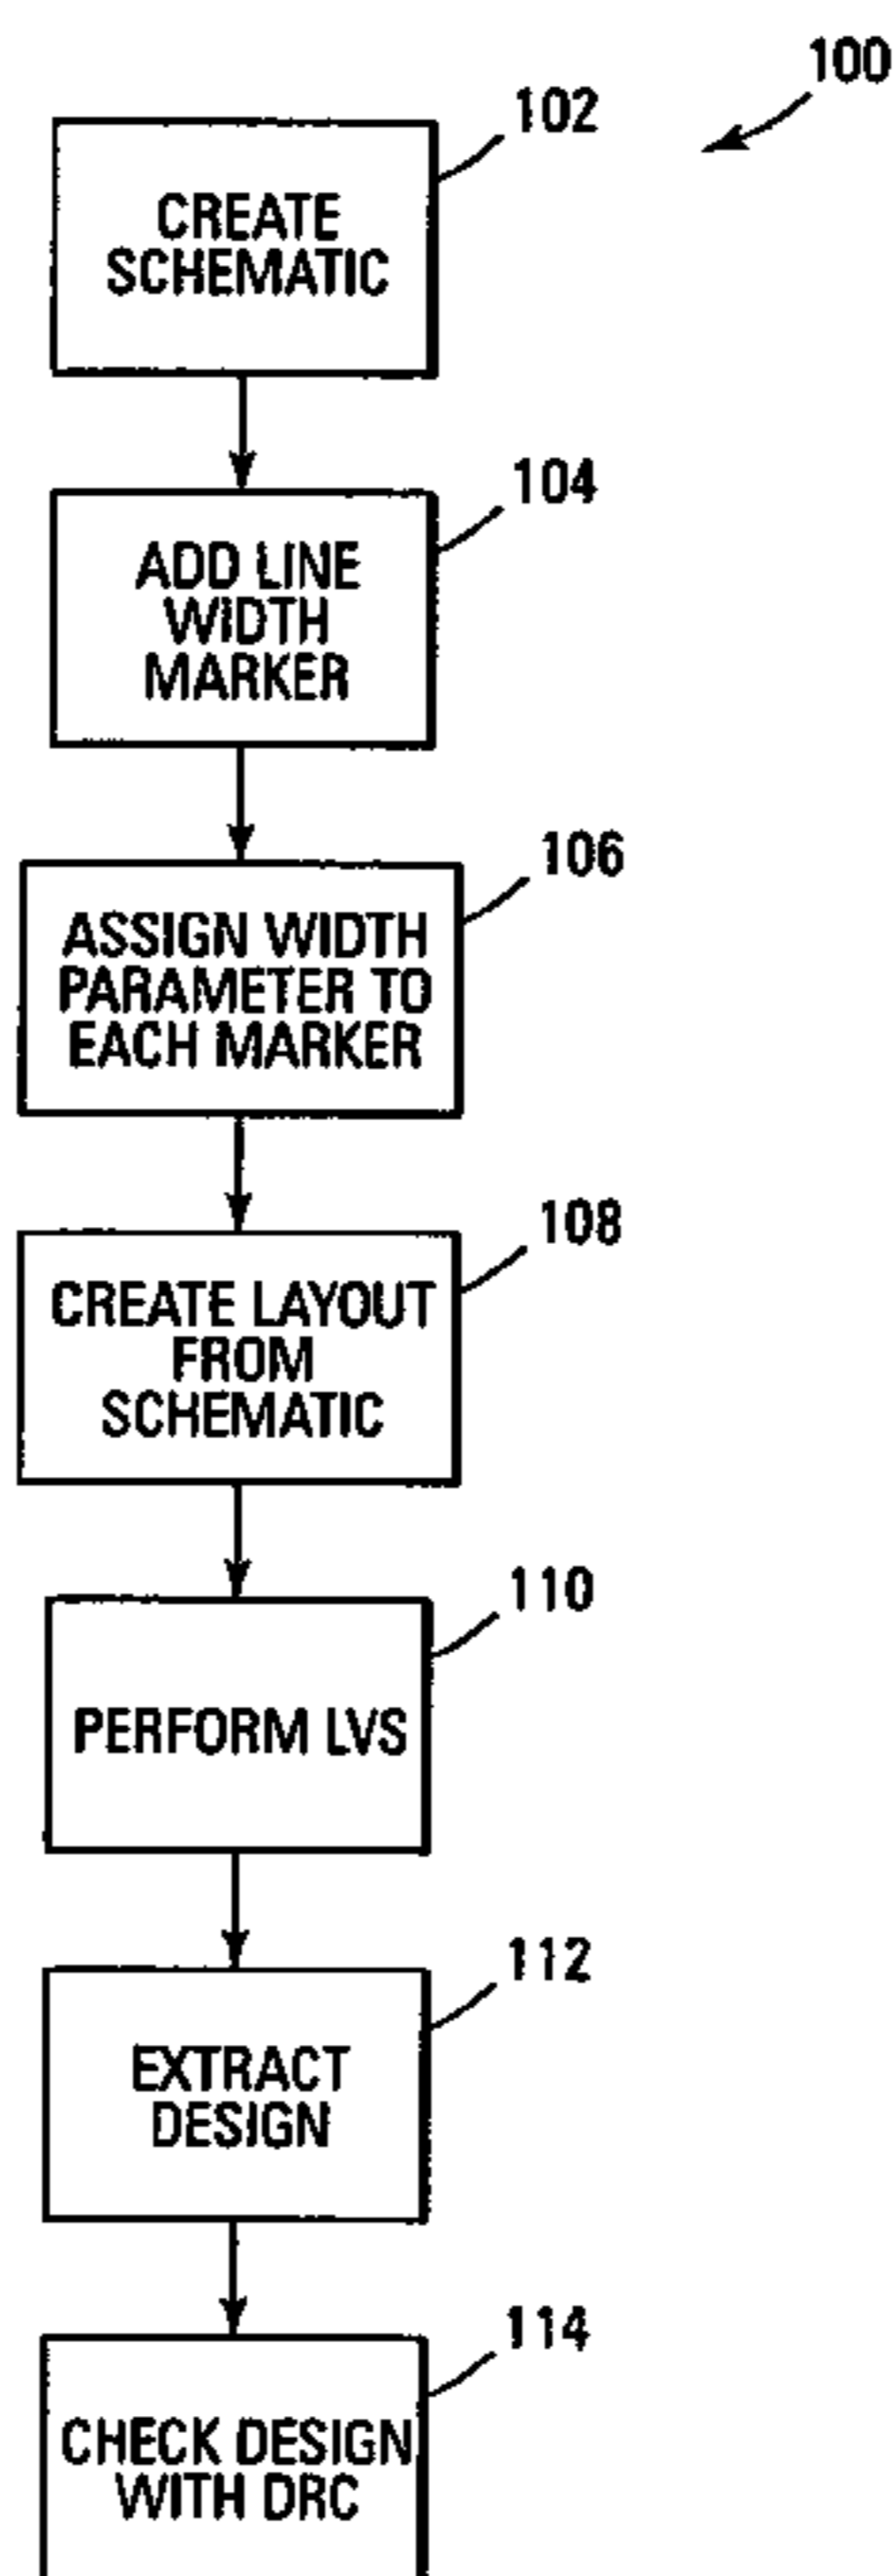 100
102
CREATE
SCHEMATIC
104
ADD LINE
WIDTH
MARKER
106
ASSIGN WIDTH
PARAMETER TO
EACH MARKER
108
CREATE LAYOUT
FROM
SCHEMATIC
110
PERFORM LVS
112
EXTRACT
DESIGN
114
CHECK DESIGN
WITH DRC